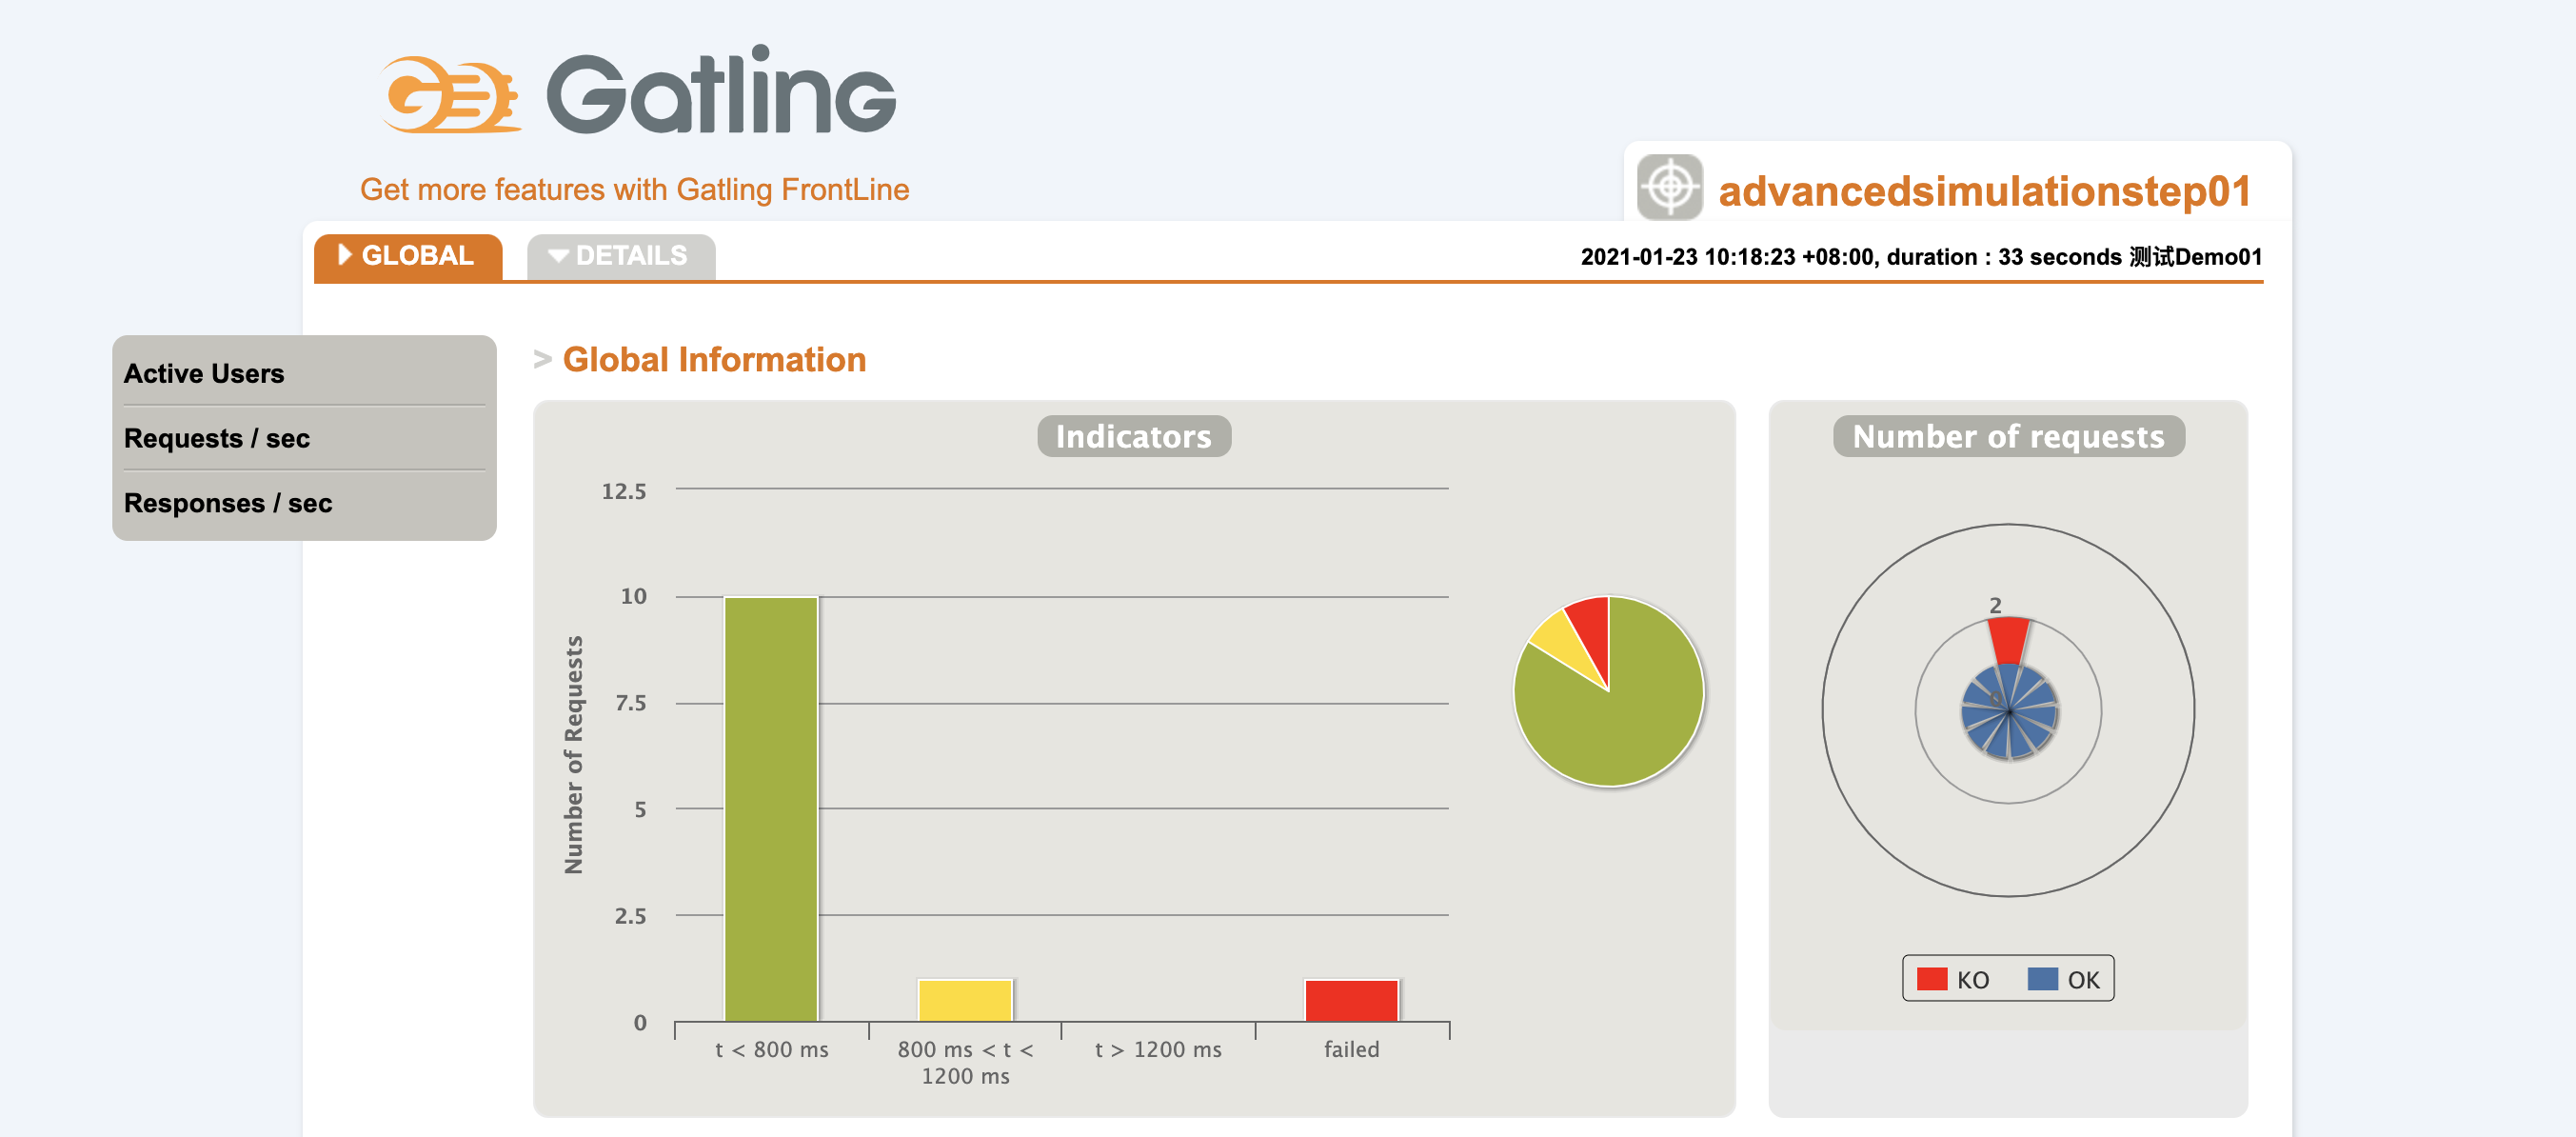 Gatling
Get more features with Gatling FrontLine
advancedsimulationstep01
GLOBAL
DETAILS
2021-01-23 10:18:23 +08:00, duration : 33 seconds 测试Demo01
Active Users
Requests / sec
Responses / sec
> Global Information
Indicators
Number of Requests
12.5
10
7.5
5
2.5
0
t < 800 ms
800 ms < t <
1200 ms
t > 1200 ms
failed
Number of requests
2
0
KO
OK